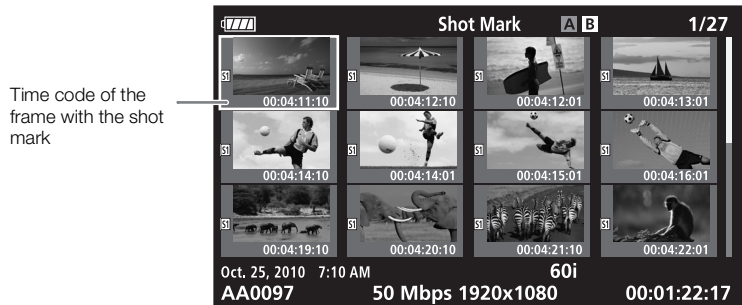 Shot Mark A B 1/27
Time code of the
frame with the shot
mark
S1 00:04:11:10 S1 00:04:12:10 S1 00:04:12:01 S1 00:04:13:01
S1 00:04:14:10 S1 00:04:14:01 S1 00:04:15:01 S1 00:04:16:01
S1 00:04:19:10 S1 00:04:20:10 S1 00:04:21:10 S1 00:04:22:01
Oct. 25, 2010 7:10 AM 60i
AA0097 50 Mbps 1920x1080 00:01:22:17